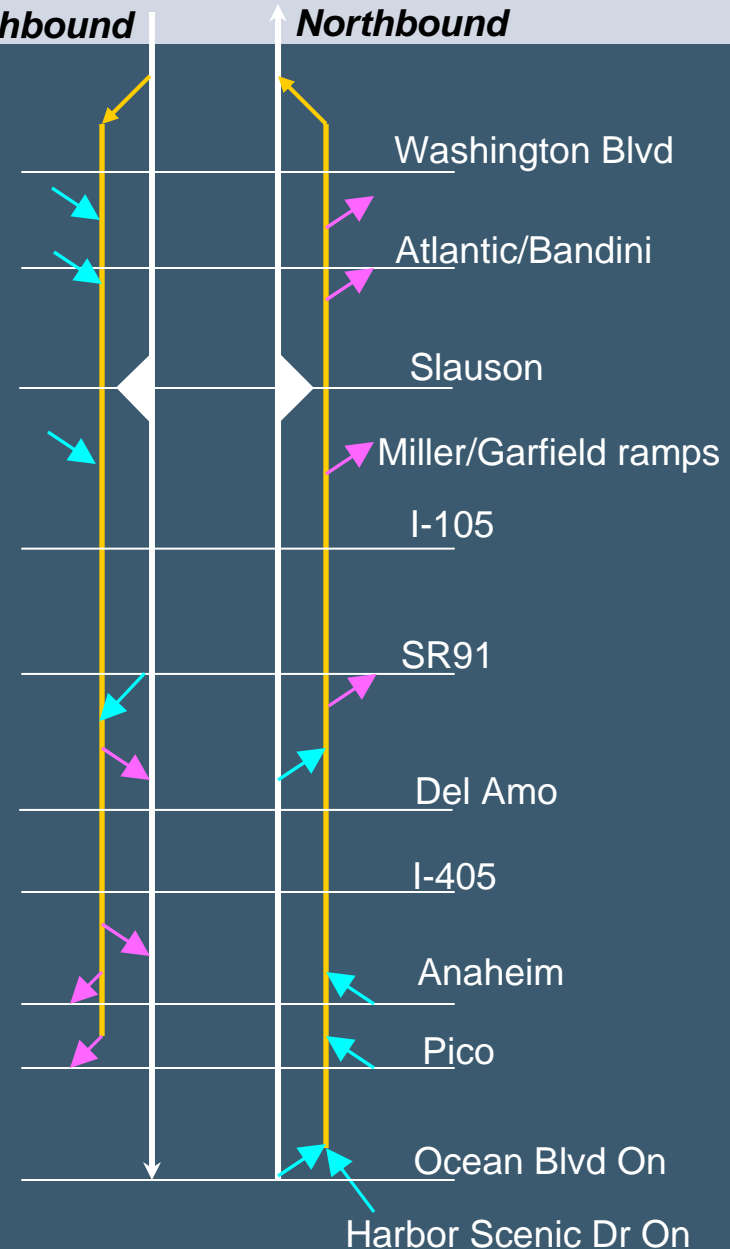 hbound
Northbound
Washington Blvd
Atlantic/Bandini
Slauson
Miller/Garfield ramps
I-105
SR91
Del Amo
I-405
Anaheim
Pico
Ocean Blvd On
Harbor Scenic Dr On